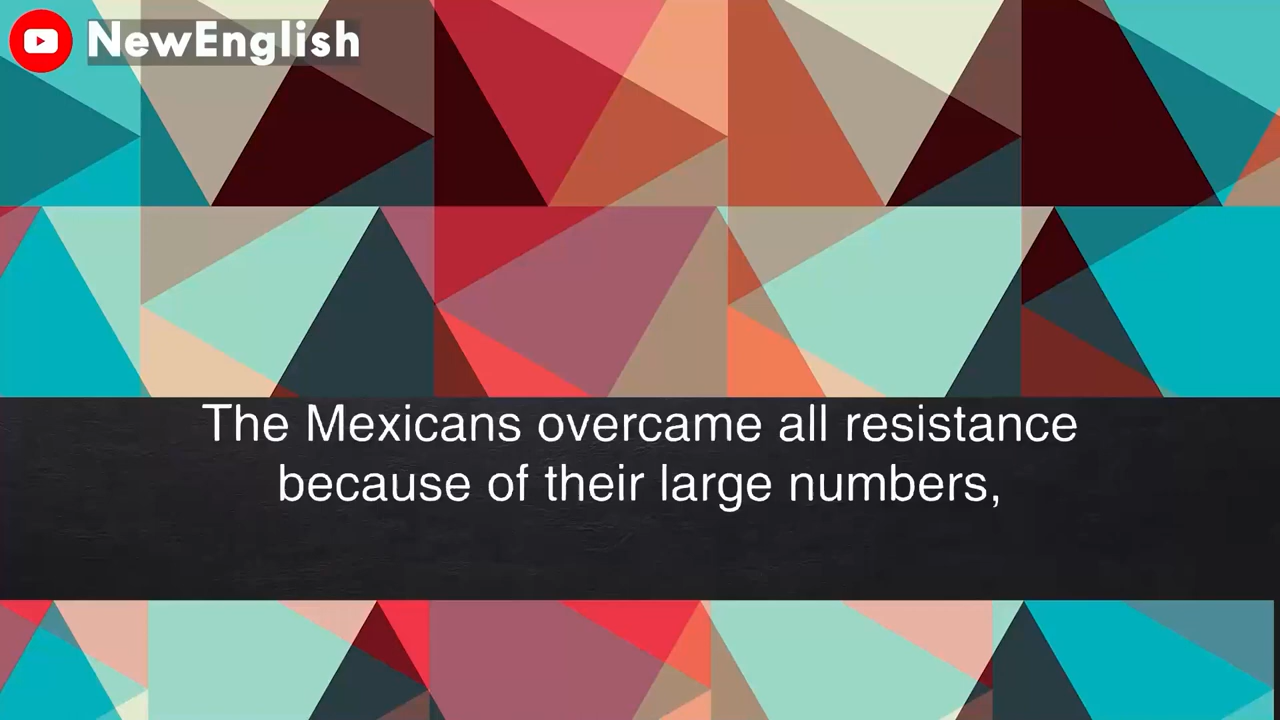 NewEnglish
The Mexicans overcame all resistance
because of their large numbers,